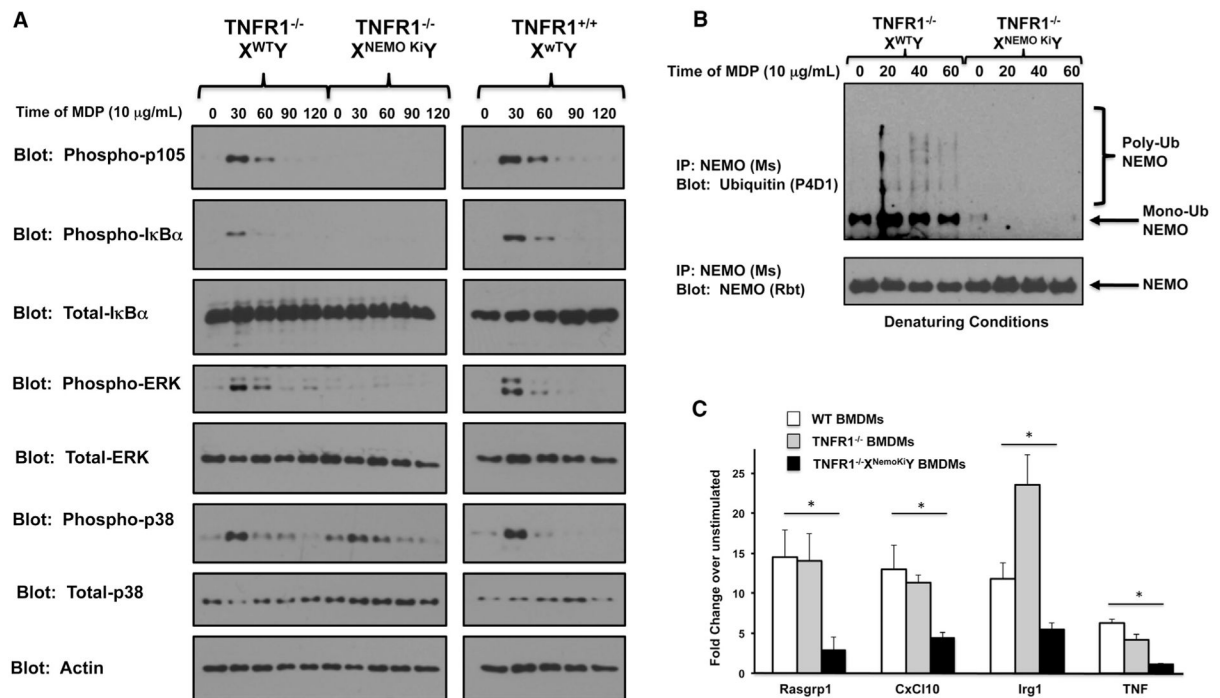 A
TNFR1-/-
XWTY
TNFR1-/-
XNEMO KiY
TNFR1+/+
XwTY
Time of MDP (10 μg/mL)
0 30 60 90 120 0 30 60 90 120
0 30 60 90 120
Blot: Phospho-p105
Blot: Phospho-IκBα
Blot: Total-IκBα
Blot: Phospho-ERK
Blot: Total-ERK
Blot: Phospho-p38
Blot: Total-p38
Blot: Actin
B
TNFR1-/-
XWTY
TNFR1-/-
XNEMO KiY
Time of MDP (10 μg/mL)
0 20 40 60 0 20 40 60
IP: NEMO (Ms)
Blot: Ubiquitin (P4D1)
Poly-Ub
NEMO
Mono-Ub
NEMO
IP: NEMO (Ms)
Blot: NEMO (Rbt)
NEMO
Denaturing Conditions
C
WT BMDMs
TNFR1-/- BMDMs
TNFR1-/-XNemoKiY BMDMs
Fold Change over unstimulated
25
20
15
10
5
0
*
*
*
*
Rasgrp1
CxCl10
Irg1
TNF